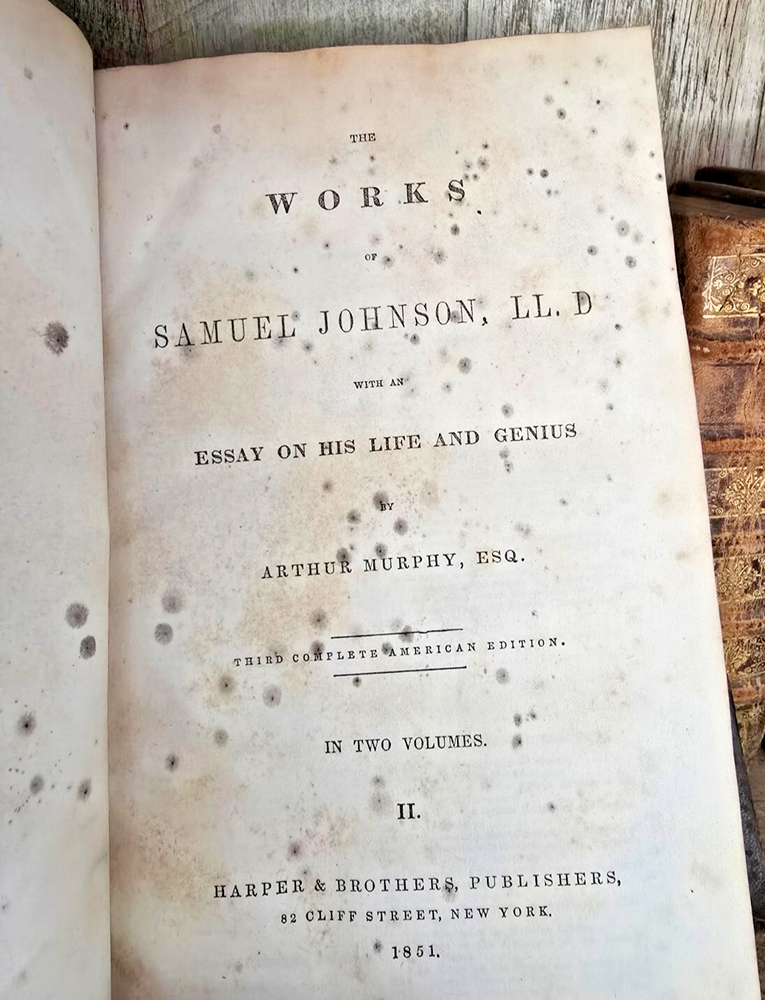 THE
WORKS
OF
SAMUEL JOHNSON, LL. D
WITH AN
ESSAY ON HIS LIFE AND GENIUS
BY
ARTHUR MURPHY, ESQ.
THIRD COMPLETE AMERICAN EDITION.
IN TWO VOLUMES.
II.
HARPER & BROTHERS, PUBLISHERS,
82 CLIFF STREET, NEW YORK.
1851.